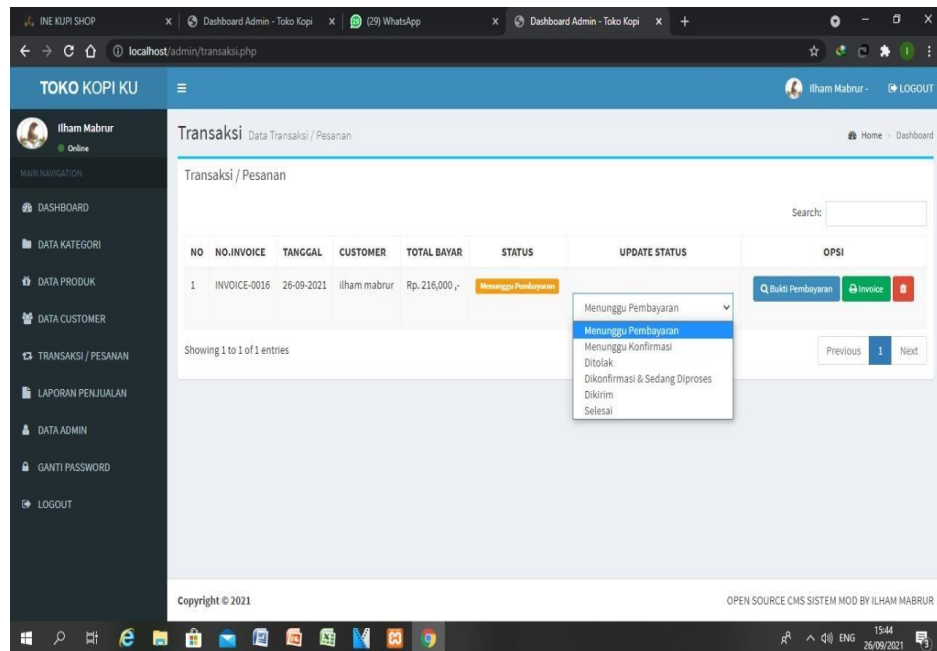 INE KUPI SHOP
Dashboard Admin - Toko Kopi
(29) WhatsApp
Dashboard Admin - Toko Kopi
localhost/admin/transaksi.php
TOKO KOPI KU
Ilham Mabrur -
LOGOUT
Ilham Mabrur
Online
Transaksi Data Transaksi / Pesanan
Home > Dashboard
MAIN NAVIGATION
DASHBOARD
DATA KATEGORI
DATA PRODUK
DATA CUSTOMER
TRANSAKSI / PESANAN
LAPORAN PENJUALAN
DATA ADMIN
GANTI PASSWORD
LOGOUT
Transaksi / Pesanan
Search:
NO NO.INVOICE TANGGAL CUSTOMER TOTAL BAYAR STATUS UPDATE STATUS OPSI
1 INVOICE-0016 26-09-2021 ilham mabrur Rp. 216,000 ,- Menunggu Pembayaran Menunggu Pembayaran Bukti Pembayaran Invoice
Menunggu Pembayaran
Menunggu Konfirmasi
Ditolak
Dikonfirmasi & Sedang Diproses
Dikirim
Selesai
Showing 1 to 1 of 1 entries
Previous 1 Next
Copyright © 2021
OPEN SOURCE CMS SISTEM MOD BY ILHAM MABRUR
ENG
15:44
26/09/2021